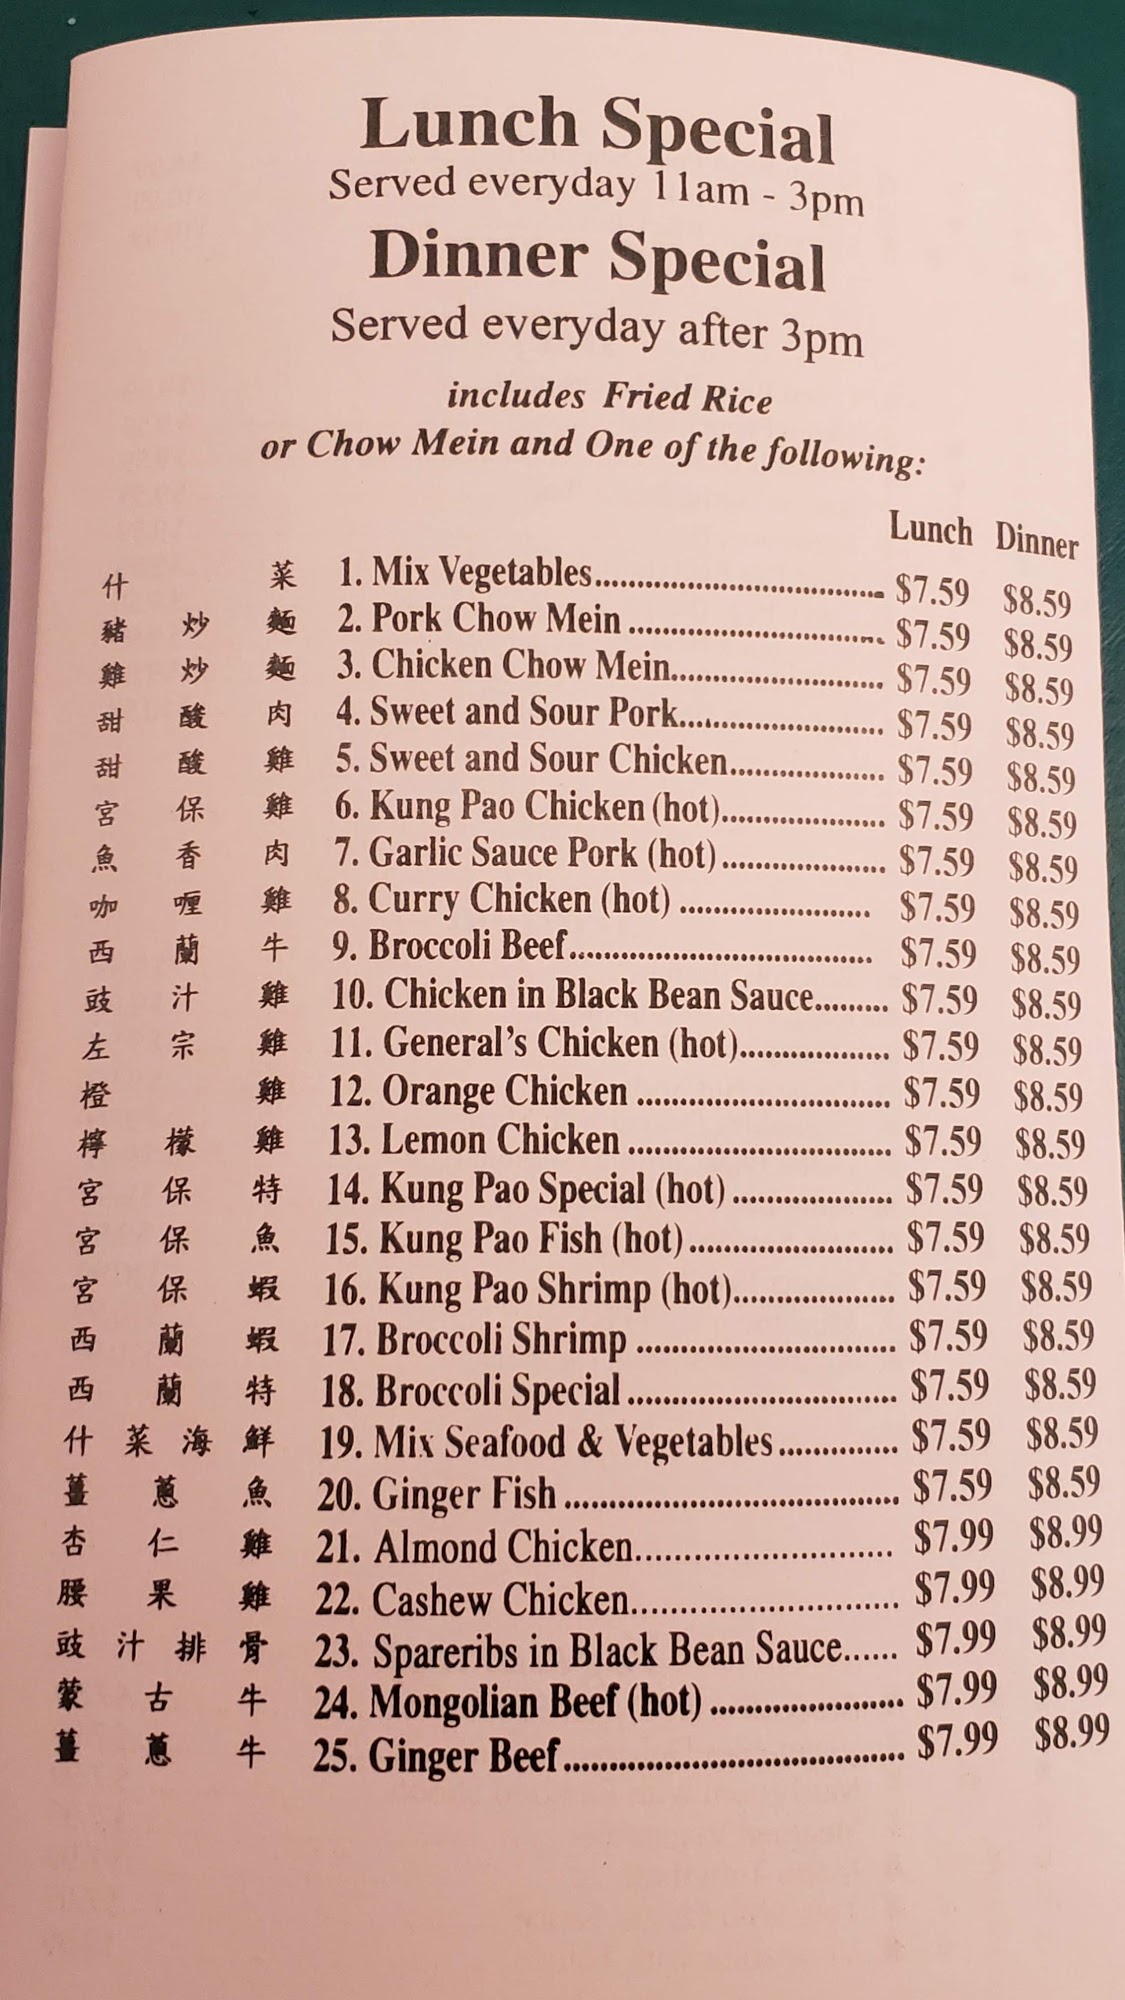 Lunch Special
Served everyday 11am - 3pm
Dinner Special
Served everyday after 3pm
includes Fried Rice
or Chow Mein and One of the following:
Lunch Dinner
什菜 1. Mix Vegetables............................... $7.59 $8.59
豬炒麵 2. Pork Chow Mein ............................ $7.59 $8.59
雞炒麵 3. Chicken Chow Mein....................... $7.59 $8.59
甜酸肉 4. Sweet and Sour Pork...................... $7.59 $8.59
甜酸雞 5. Sweet and Sour Chicken................. $7.59 $8.59
宮保雞 6. Kung Pao Chicken (hot).................. $7.59 $8.59
魚香肉 7. Garlic Sauce Pork (hot) .................. $7.59 $8.59
咖喱雞 8. Curry Chicken (hot) ..................... $7.59 $8.59
西蘭牛 9. Broccoli Beef................................. $7.59 $8.59
豉汁雞 10. Chicken in Black Bean Sauce......... $7.59 $8.59
左宗雞 11. General's Chicken (hot).................. $7.59 $8.59
橙雞 12. Orange Chicken ............................ $7.59 $8.59
檸檬雞 13. Lemon Chicken ............................. $7.59 $8.59
宮保特 14. Kung Pao Special (hot) .................. $7.59 $8.59
宮保魚 15. Kung Pao Fish (hot) ....................... $7.59 $8.59
宮保蝦 16. Kung Pao Shrimp (hot).................. $7.59 $8.59
西蘭蝦 17. Broccoli Shrimp ............................. $7.59 $8.59
西蘭特 18. Broccoli Special .............................. $7.59 $8.59
什菜海鮮 19. Mix Seafood & Vegetables ............. $7.59 $8.59
薑蔥魚 20. Ginger Fish ..................................... $7.59 $8.59
杏仁雞 21. Almond Chicken............................ $7.99 $8.99
腰果雞 22. Cashew Chicken............................. $7.99 $8.99
豉汁排骨 23. Spareribs in Black Bean Sauce...... $7.99 $8.99
蒙古牛 24. Mongolian Beef (hot) ..................... $7.99 $8.99
薑蔥牛 25. Ginger Beef ..................................... $7.99 $8.99